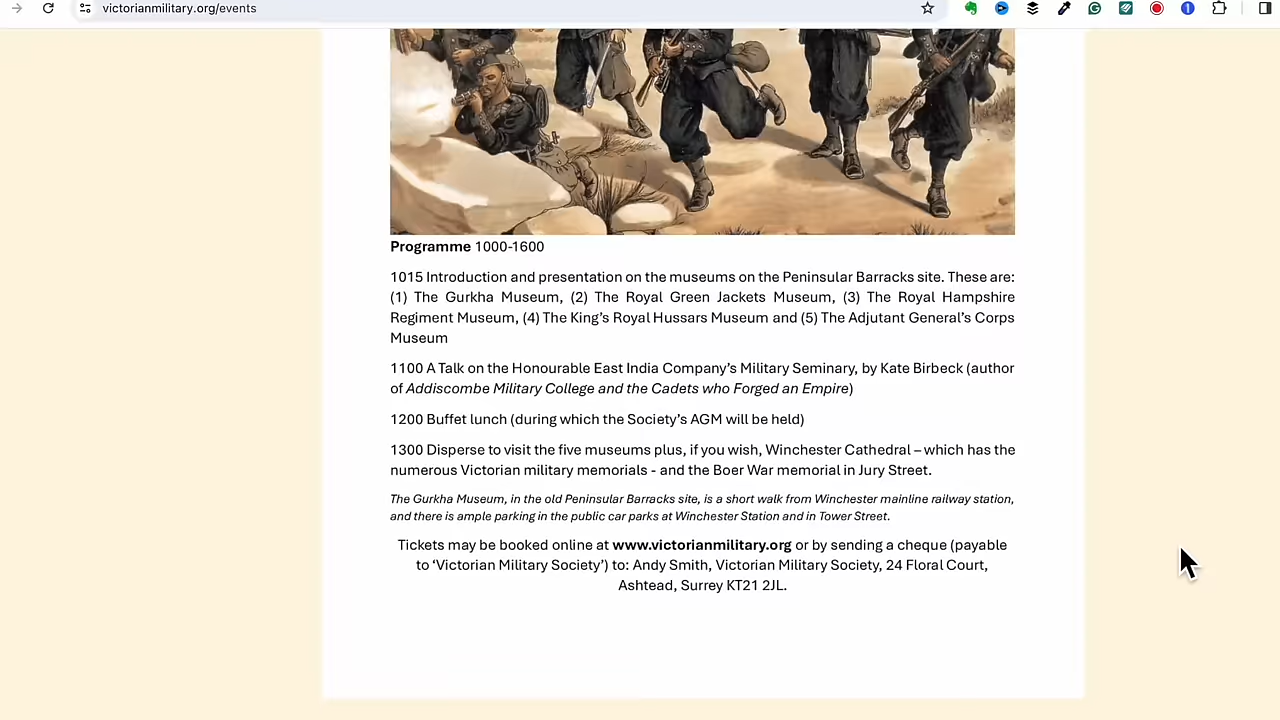 victorianmilitary.org/events
Programme 1000-1600
1015 Introduction and presentation on the museums on the Peninsular Barracks site. These are:
(1) The Gurkha Museum, (2) The Royal Green Jackets Museum, (3) The Royal Hampshire
Regiment Museum, (4) The King’s Royal Hussars Museum and (5) The Adjutant General’s Corps
Museum
1100 A Talk on the Honourable East India Company’s Military Seminary, by Kate Birbeck (author
of Addiscombe Military College and the Cadets who Forged an Empire)
1200 Buffet lunch (during which the Society’s AGM will be held)
1300 Disperse to visit the five museums plus, if you wish, Winchester Cathedral – which has the
numerous Victorian military memorials - and the Boer War memorial in Jury Street.
The Gurkha Museum, in the old Peninsular Barracks site, is a short walk from Winchester mainline railway station,
and there is ample parking in the public car parks at Winchester Station and in Tower Street.
Tickets may be booked online at www.victorianmilitary.org or by sending a cheque (payable
to ‘Victorian Military Society’) to: Andy Smith, Victorian Military Society, 24 Floral Court,
Ashtead, Surrey KT21 2JL.